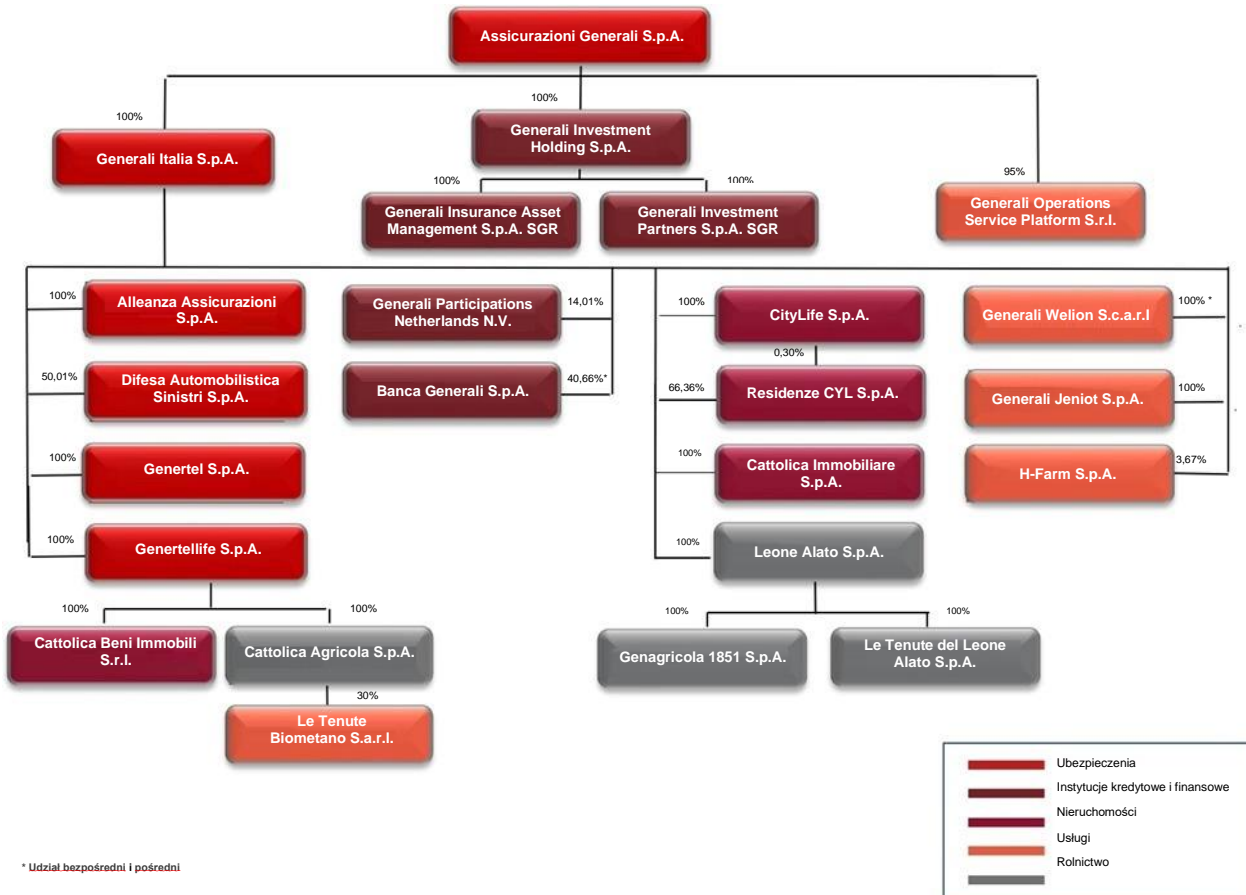 Assicurazioni Generali S.p.A.
100%
100%
95%
Generali Italia S.p.A.
Generali Investment
Holding S.p.A.
100%
100%
Generali Insurance Asset
Management S.p.A. SGR
Generali Investment
Partners S.p.A. SGR
Generali Operations
Service Platform S.r.l.
100%
Alleanza Assicurazioni
S.p.A.
50,01%
Difesa Automobilistica
Sinistri S.p.A.
100%
Genertel S.p.A.
100%
Genertellife S.p.A.
100%
100%
Cattolica Beni Immobili
S.r.l.
Cattolica Agricola S.p.A.
30%
Le Tenute
Biometano S.a.r.l.
Generali Participations
Netherlands N.V.
14,01%
Banca Generali S.p.A.
40,66%*
100%
CityLife S.p.A.
0,30%
66,36%
Residenze CYL S.p.A.
100%
Cattolica Immobiliare
S.p.A.
100%
Leone Alato S.p.A.
100%
100%
Genagricola 1851 S.p.A.
Le Tenute del Leone
Alato S.p.A.
Generali Welion S.c.a.r.l
100% *
Generali Jeniot S.p.A.
100%
H-Farm S.p.A.
3,67%
Ubezpieczenia
Instytucje kredytowe i finansowe
Nieruchomości
Usługi
Rolnictwo
* Udział bezpośredni i pośredni